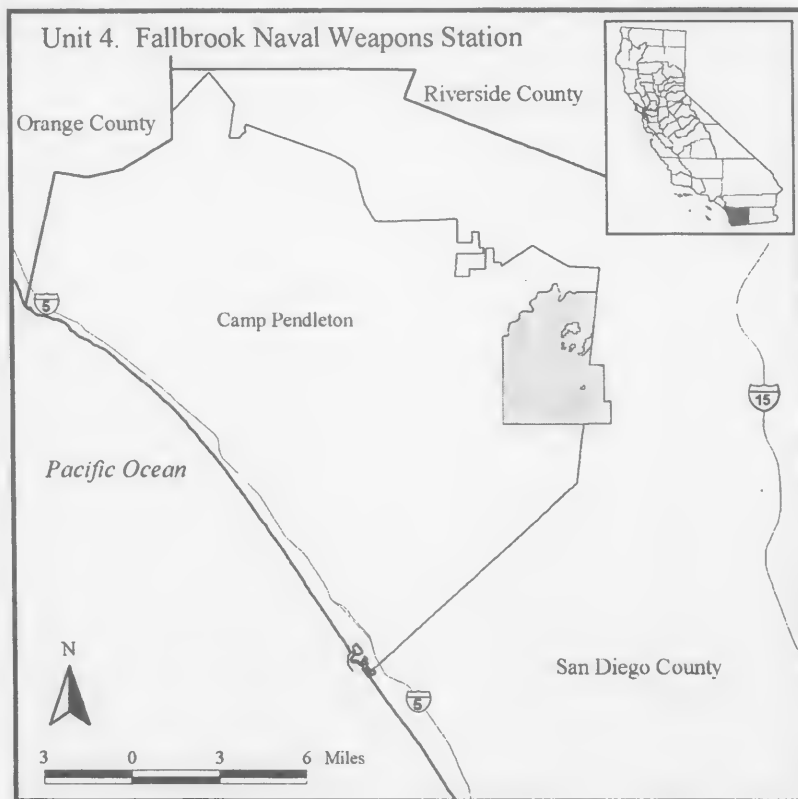 Unit 4. Fallbrook Naval Weapons Station
Riverside County
Orange County
5
Camp Pendleton
15
Pacific Ocean
N
San Diego County
5
3 0 3 6 Miles